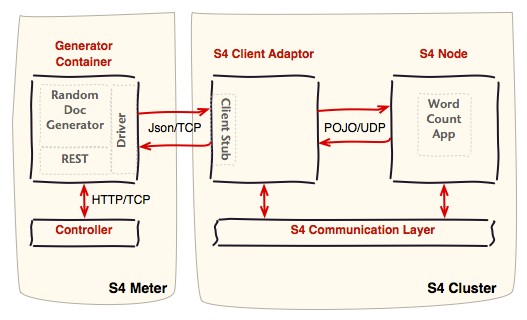 Generator
Container
S4 Client Adaptor
S4 Node
Random
Doc
Generator
REST
Driver
Json/TCP
Client Stub
POJO/UDP
Word
Count
App
HTTP/TCP
Controller
S4 Communication Layer
S4 Meter
S4 Cluster